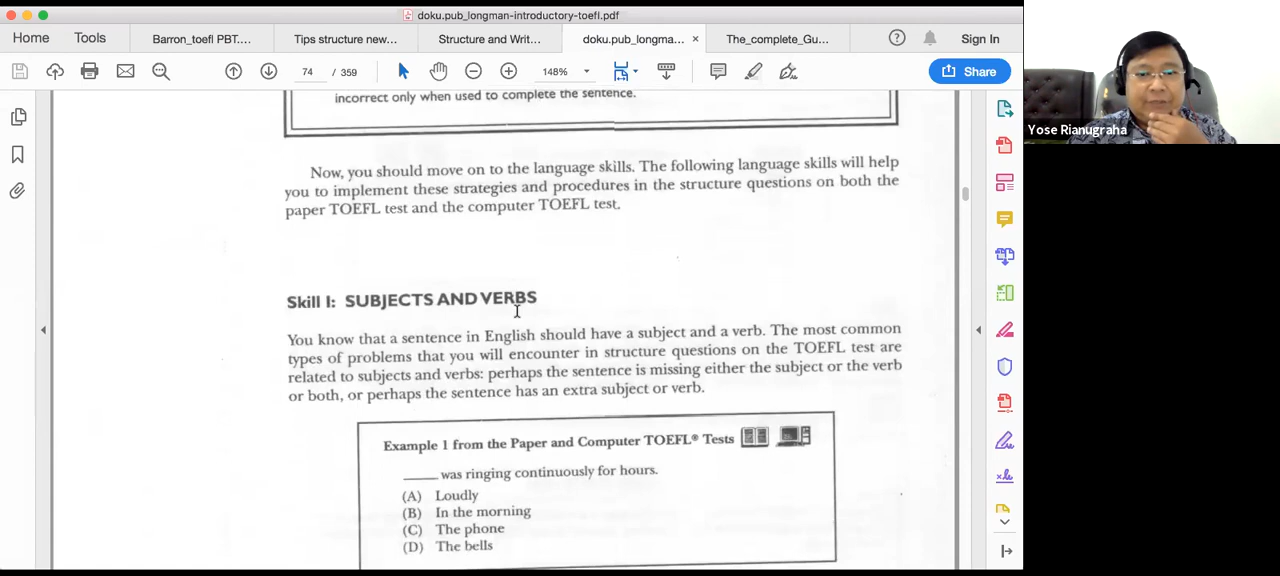 doku.pub_longman-introductory-toefl.pdf
Home Tools Barron_toefl PBT.... Tips structure new... Structure and Writ... doku.pub_longma... × The_complete_Gu... Sign In
74 / 359 148% Share
incorrect only when used to complete the sentence.
Now, you should move on to the language skills. The following language skills will help
you to implement these strategies and procedures in the structure questions on both the
paper TOEFL test and the computer TOEFL test.
Skill 1: SUBJECTS AND VERBS
You know that a sentence in English should have a subject and a verb. The most common
types of problems that you will encounter in structure questions on the TOEFL test are
related to subjects and verbs: perhaps the sentence is missing either the subject or the verb
or both, or perhaps the sentence has an extra subject or verb.
Example 1 from the Paper and Computer TOEFL® Tests
____ was ringing continuously for hours.
(A) Loudly
(B) In the morning
(C) The phone
(D) The bells
Yose Rianugraha